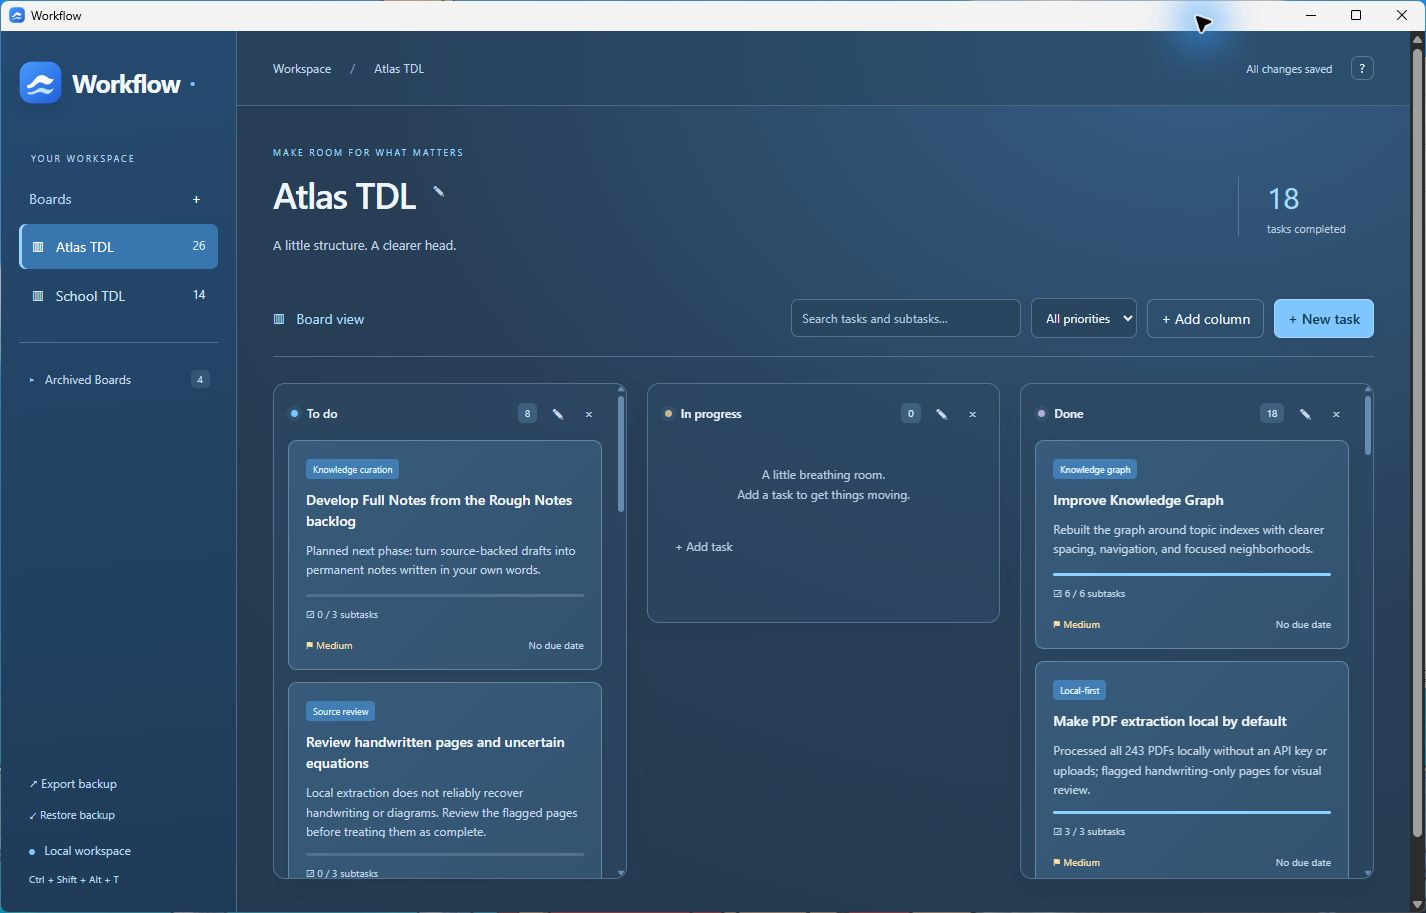 Workflow
Workflow
YOUR WORKSPACE
Boards +
Atlas TDL 26
School TDL 14
Archived Boards 4
↗ Export backup
↙ Restore backup
Local workspace
Ctrl + Shift + Alt + T
Workspace / Atlas TDL
All changes saved ?
MAKE ROOM FOR WHAT MATTERS
Atlas TDL
A little structure. A clearer head.
18
tasks completed
Board view
Search tasks and subtasks...
All priorities
+ Add column
+ New task
To do 8 ×
Knowledge curation
Develop Full Notes from the Rough Notes
backlog
Planned next phase: turn source-backed drafts into
permanent notes written in your own words.
☑ 0 / 3 subtasks
Medium No due date
Source review
Review handwritten pages and uncertain
equations
Local extraction does not reliably recover
handwriting or diagrams. Review the flagged pages
before treating them as complete.
☑ 0 / 3 subtasks
In progress 0 ×
A little breathing room.
Add a task to get things moving.
+ Add task
Done 18 ×
Knowledge graph
Improve Knowledge Graph
Rebuilt the graph around topic indexes with clearer
spacing, navigation, and focused neighborhoods.
☑ 6 / 6 subtasks
Medium No due date
Local-first
Make PDF extraction local by default
Processed all 243 PDFs locally without an API key or
uploads; flagged handwriting-only pages for visual
review.
☑ 3 / 3 subtasks
Medium No due date